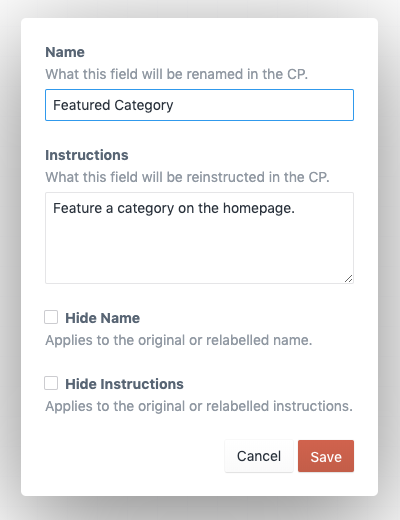 Name
What this field will be renamed in the CP.
Featured Category
Instructions
What this field will be reinstructed in the CP.
Feature a category on the homepage.
Hide Name
Applies to the original or relabelled name.
Hide Instructions
Applies to the original or relabelled instructions.
Cancel Save